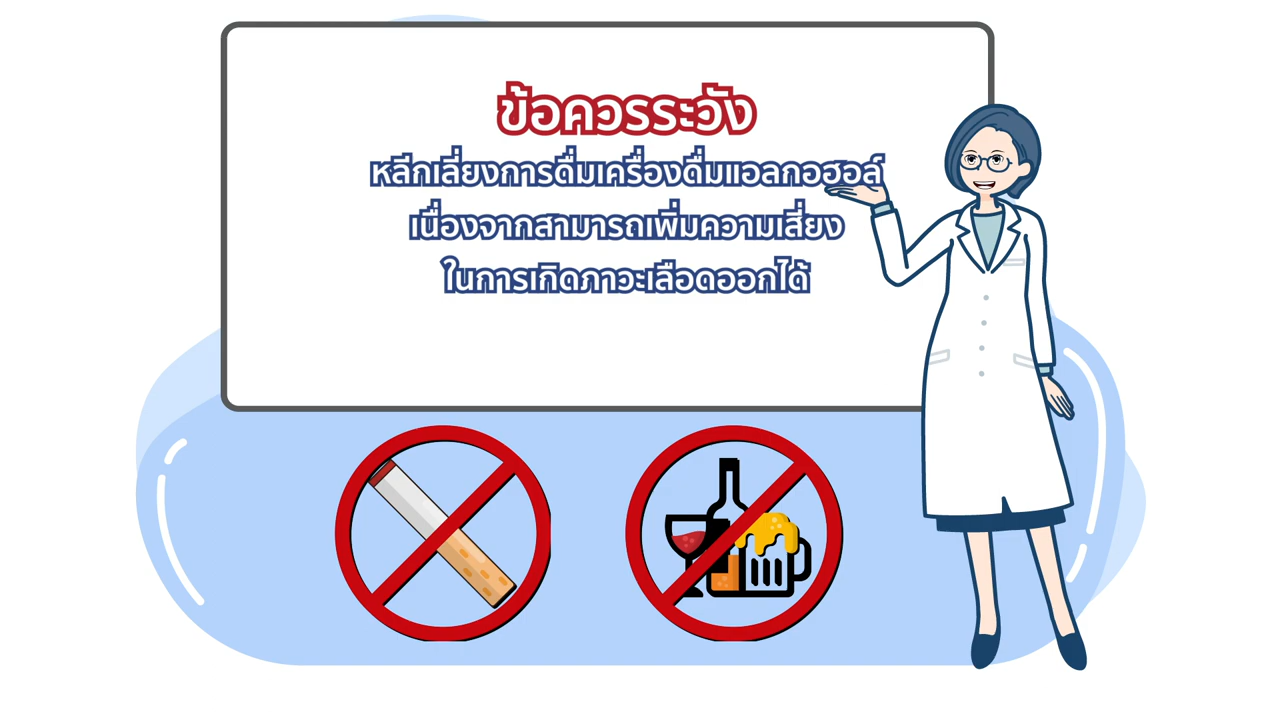 ข้อควรระวัง
หลีกเลี่ยงการดื่มเครื่องดื่มแอลกอฮอล์
เนื่องจากสามารถเพิ่มความเสี่ยง
ในการเกิดภาวะเลือดออกได้